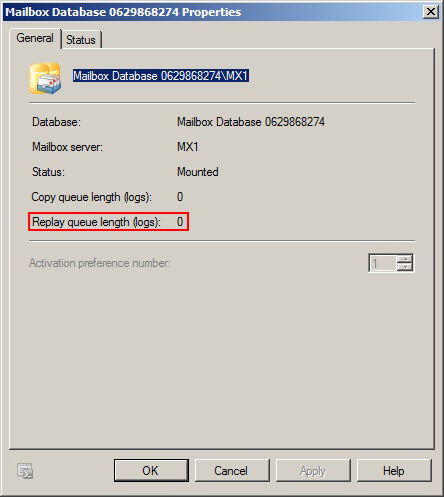 Mailbox Database 0629868274 Properties
General Status
Mailbox Database 0629868274\MX1
Database: Mailbox Database 0629868274
Mailbox server: MX1
Status: Mounted
Copy queue length (logs): 0
Replay queue length (logs): 0
Activation preference number: 1
OK Cancel Apply Help